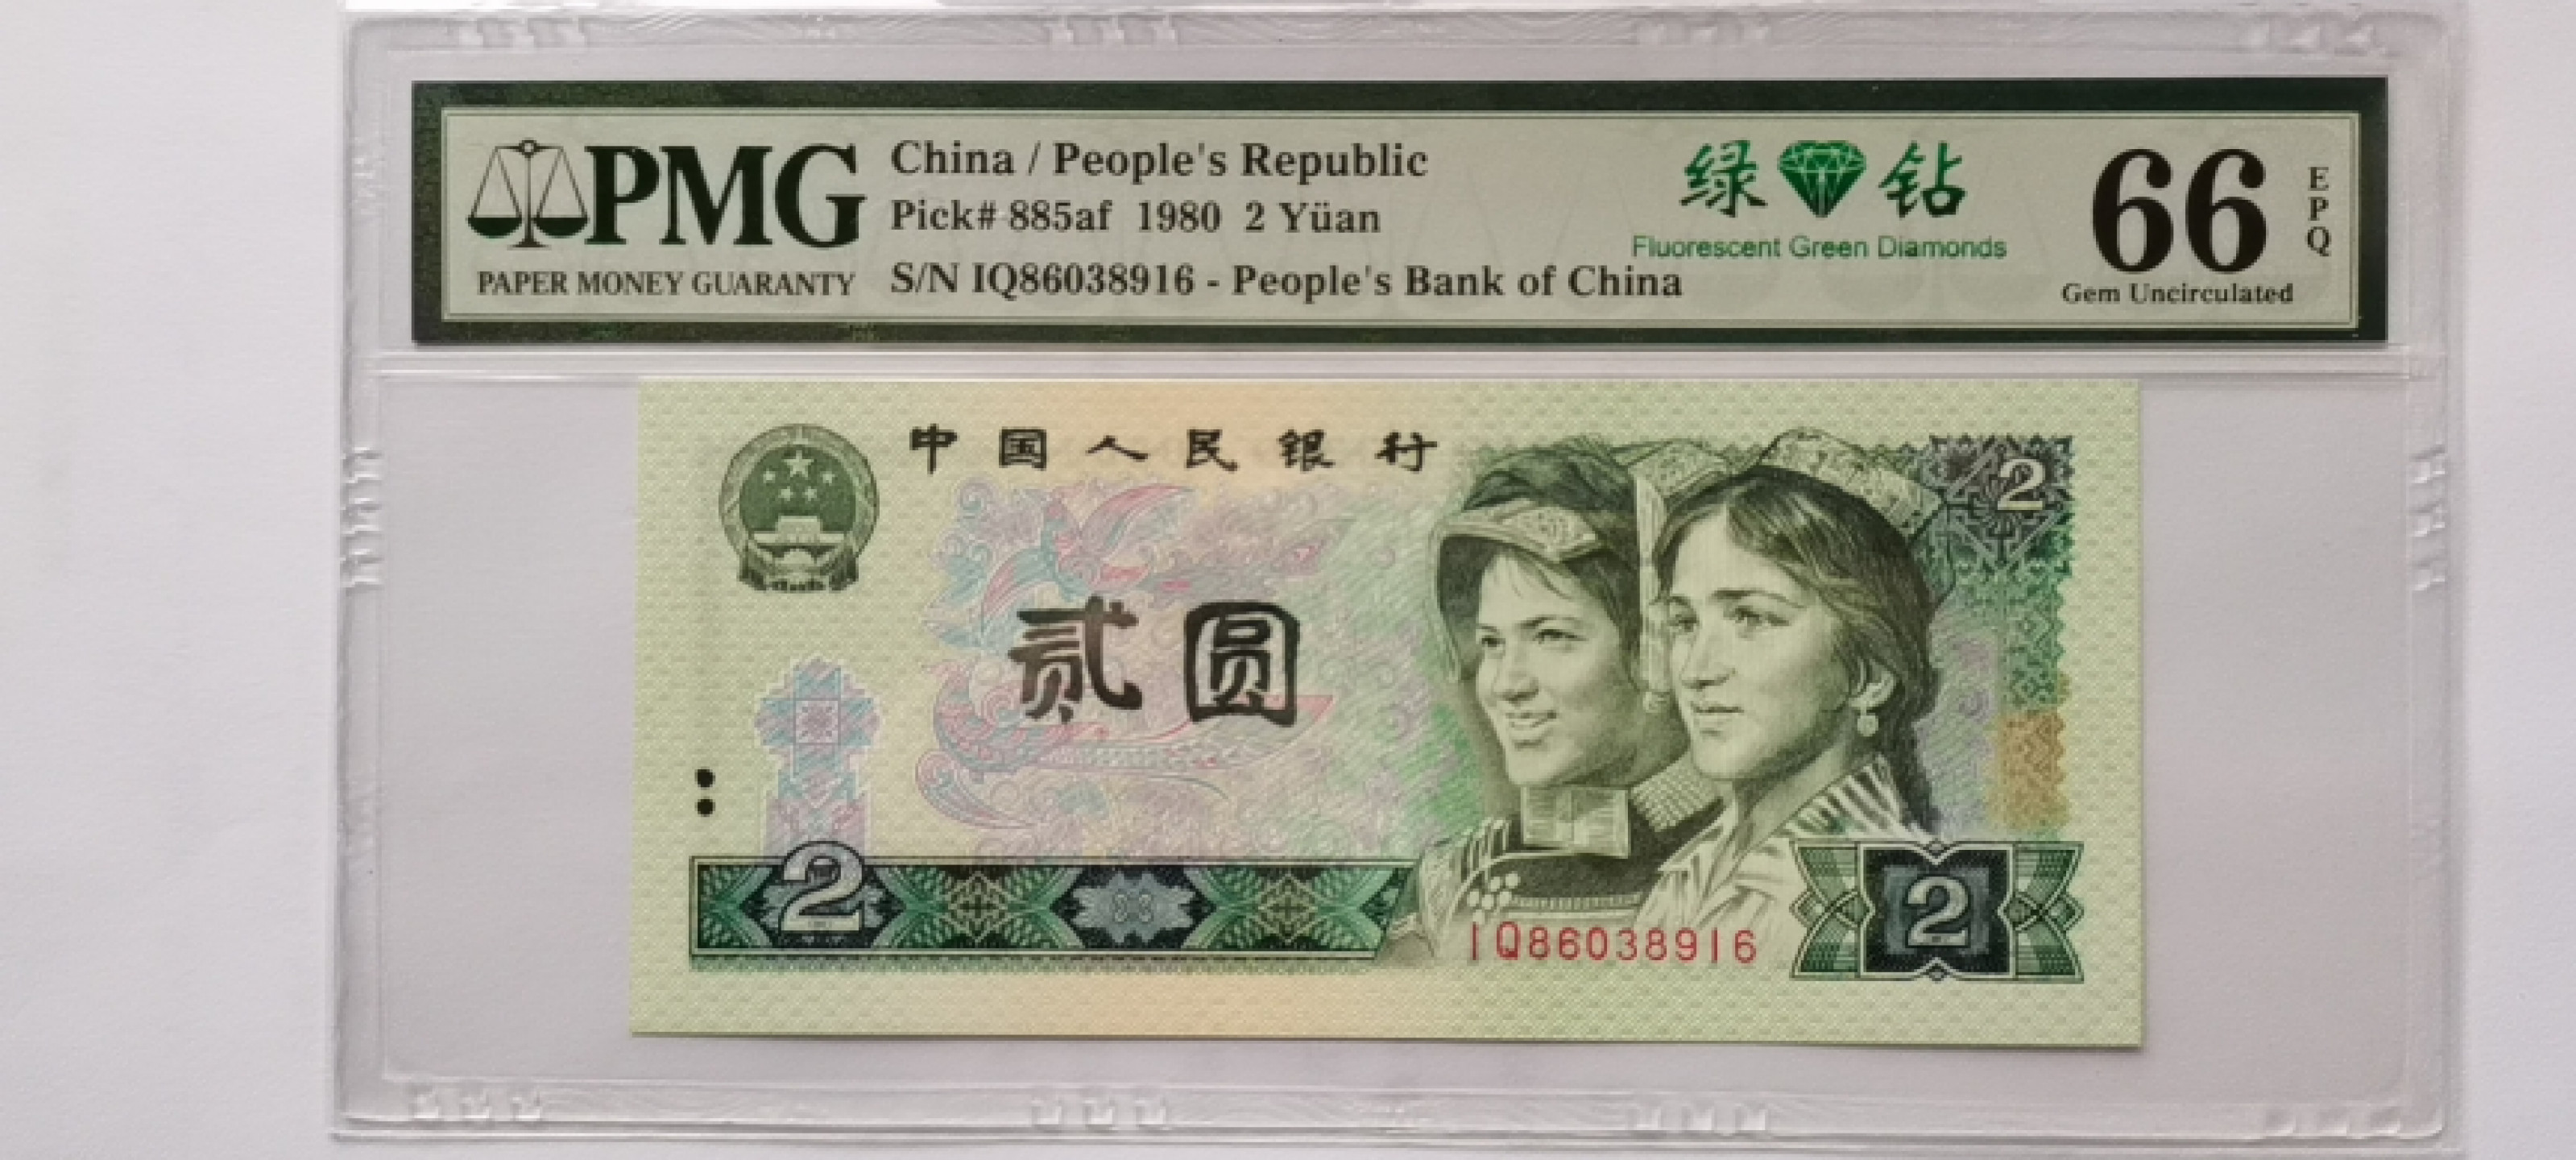 PMG
PAPER MONEY GUARANTY
China / People's Republic
Pick# 885af 1980 2 Yüan
S/N IQ86038916 - People's Bank of China
绿钻
Fluorescent Green Diamonds
66
EPQ
Gem Uncirculated
中国人民银行
2
贰圆
2
IQ86038916
2